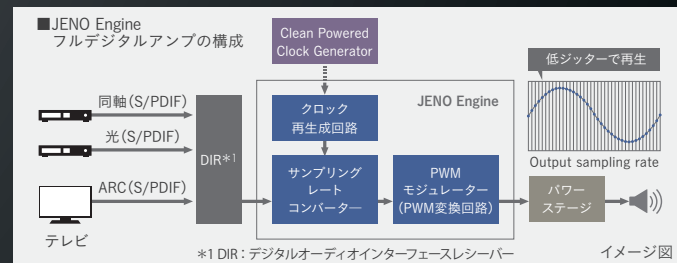 ■JENO Engine
フルデジタルアンプの構成
Clean Powered
Clock Generator
低ジッターで再生
JENO Engine
同軸(S/PDIF)
クロック
再生成回路
光(S/PDIF)
DIR*1
Output sampling rate
サンプリング
レート
コンバーター
PWM
モジュレーター
(PWM変換回路)
パワー
ステージ
ARC(S/PDIF)
テレビ
*1 DIR：デジタルオーディオインターフェースレシーバー
イメージ図